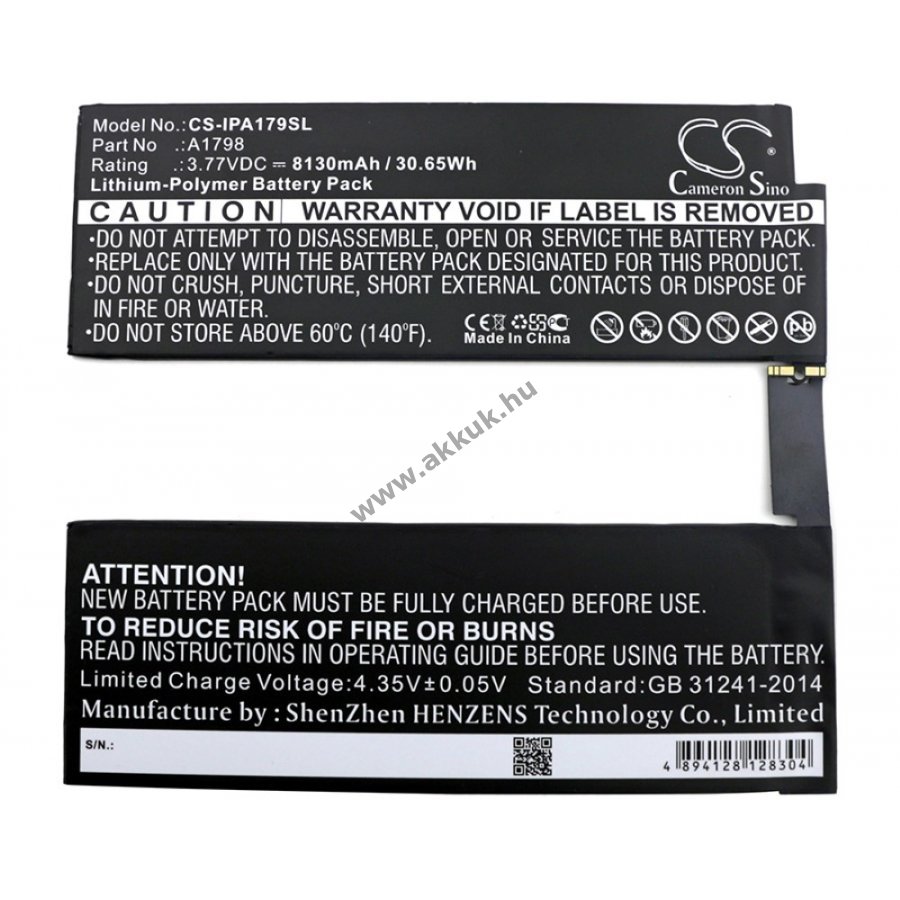 Model No.:CS-IPA179SL
Part No .:A1798
Rating .:3.77VDC ⎓ 8130mAh / 30.65Wh
Lithium-Polymer Battery Pack
CS
Cameron Sino
CAUTION WARRANTY VOID IF LABEL IS REMOVED
•DO NOT ATTEMPT TO DISASSEMBLE, OPEN OR SERVICE THE BATTERY PACK.
•REPLACE ONLY WITH THE BATTERY PACK DESIGNATED FOR THIS PRODUCT.
•DO NOT CRUSH, PUNCTURE, SHORT EXTERNAL CONTACTS OR DISPOSE OF
IN FIRE OR WATER.
•DO NOT STORE ABOVE 60°C (140°F).
CE
Made In China
Pb
www.akkuk.hu
ATTENTION!
NEW BATTERY PACK MUST BE FULLY CHARGED BEFORE USE.
TO REDUCE RISK OF FIRE OR BURNS
READ INSTRUCTIONS IN OPERATING GUIDE BEFORE USING BATTERY.
Limited Charge Voltage:4.35V±0.05V Standard:GB 31241-2014
Manufacture by : ShenZhen HENZENS Technology Co., Limited
S/N.:
4 894128 128304